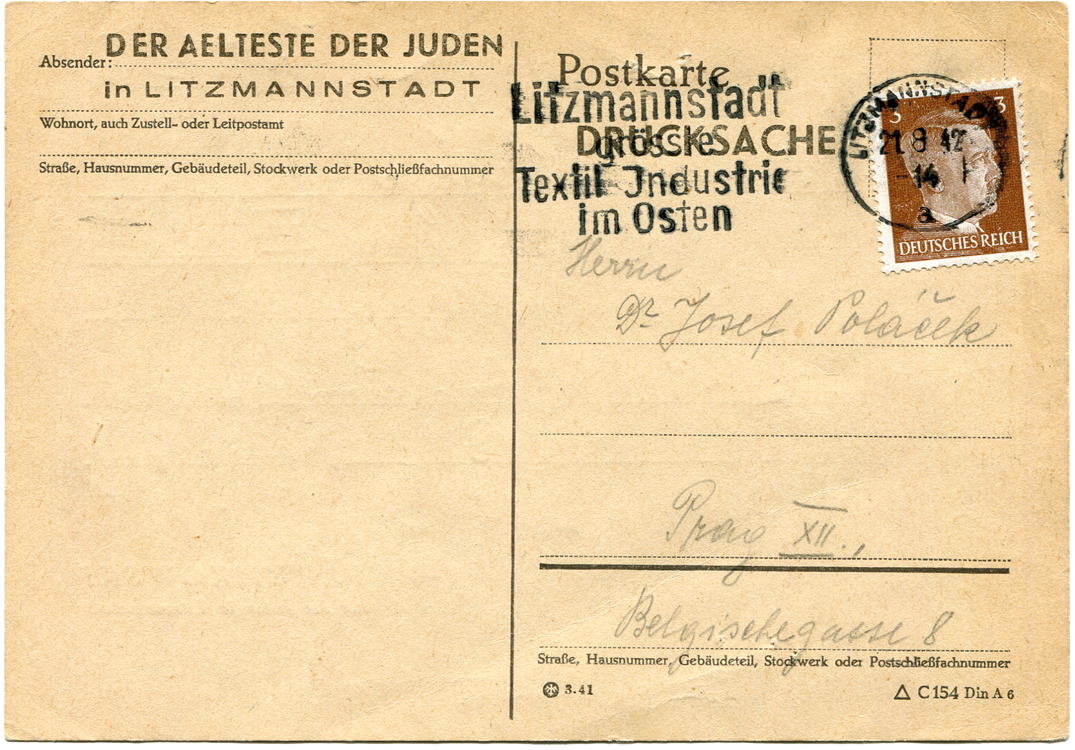 DER AELTESTE DER JUDEN
Absender:
in LITZMANNSTADT
Wohnort, auch Zustell- oder Leitpostamt
Straße, Hausnummer, Gebäudeteil, Stockwerk oder Postschließfachnummer
Postkarte
Litzmannstadt
DRUCKSACHE
grösste
Textil Industrie
im Osten
LITZMANNSTADT
21.8.42
-14
a
3
3
DEUTSCHES REICH
Herrn
Dr. Josef Poláček
Prag XII.,
Belgischegasse 8
Straße, Hausnummer, Gebäudeteil, Stockwerk oder Postschließfachnummer
3.41
C 154 Din A 6